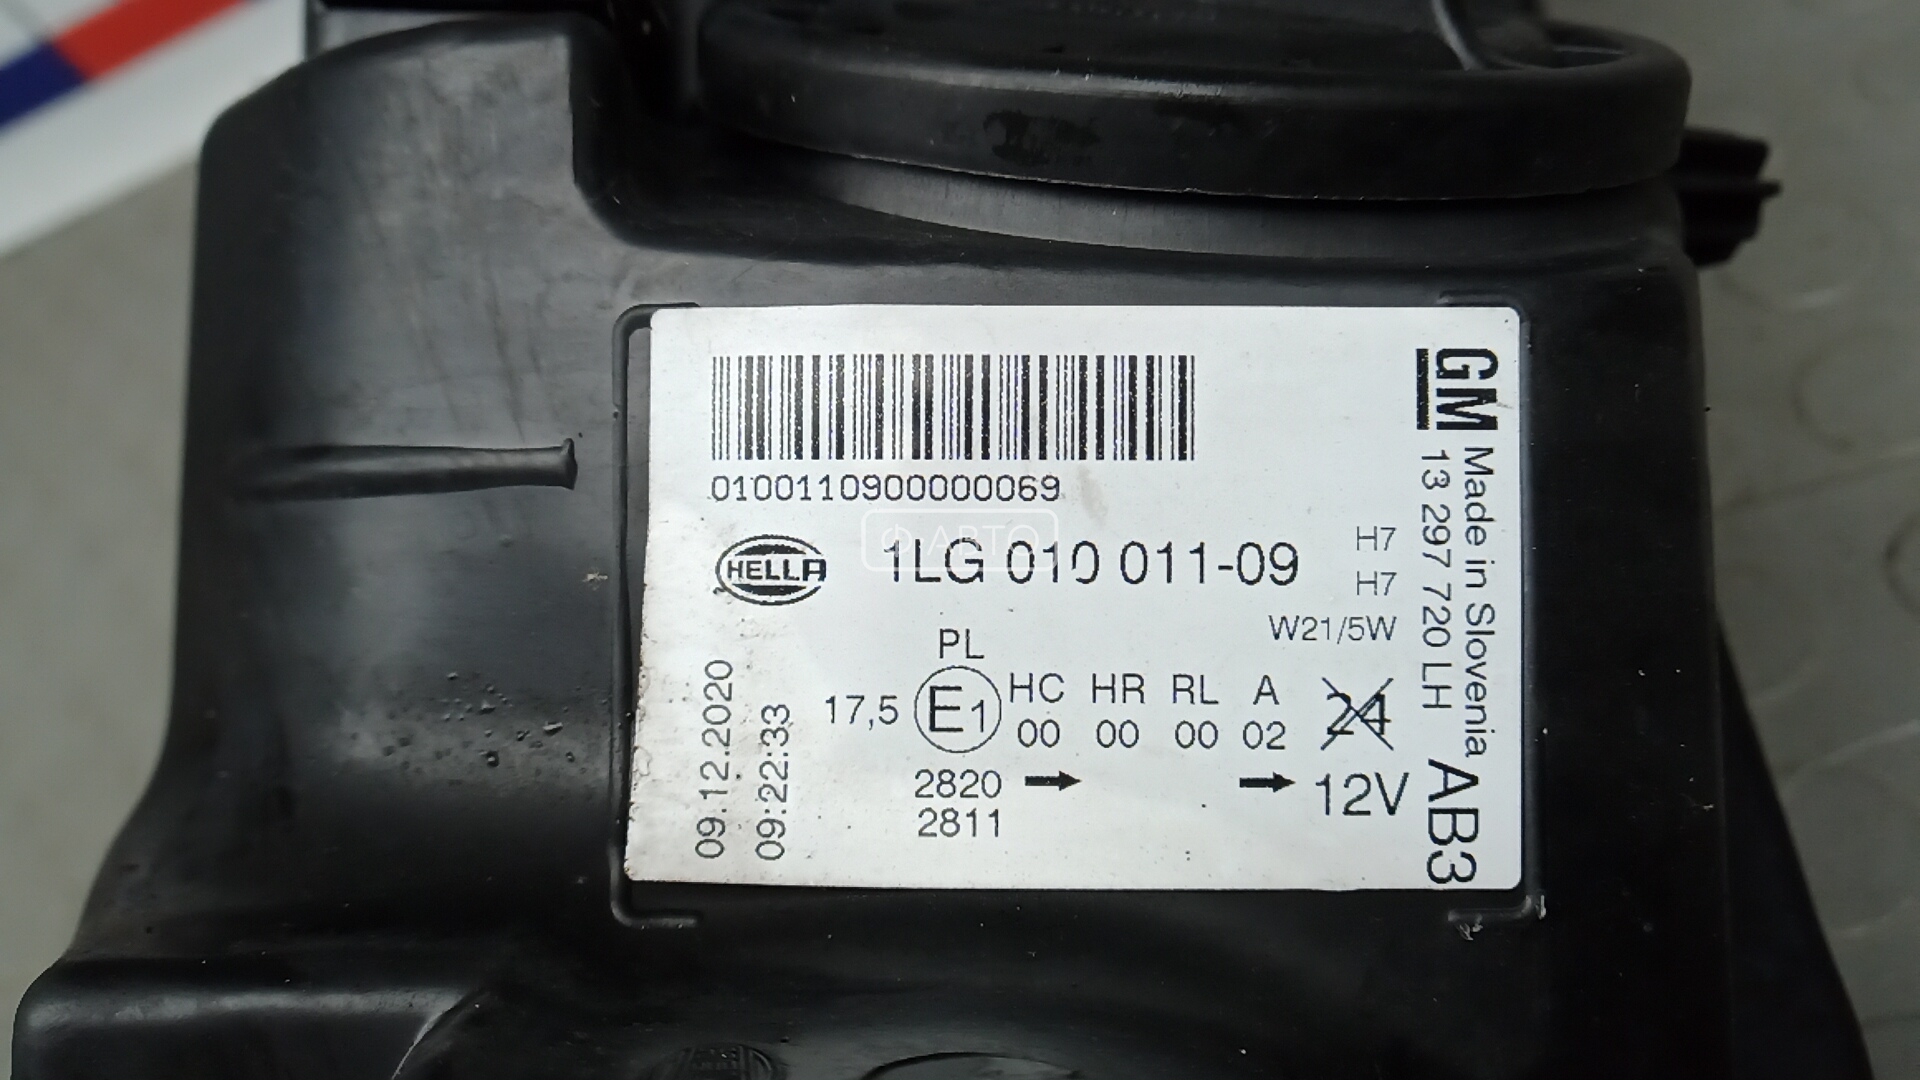 0100110900000069
HELLA
1LG 010 011-09
H7
H7
W21/5W
PL
17,5 E1 HC HR RL A 24
00 00 00 02
2820 12V
2811
09.12.2020
09:22:33
GM
Made in Slovenia
13 297 720 LH
AB3
АВТО